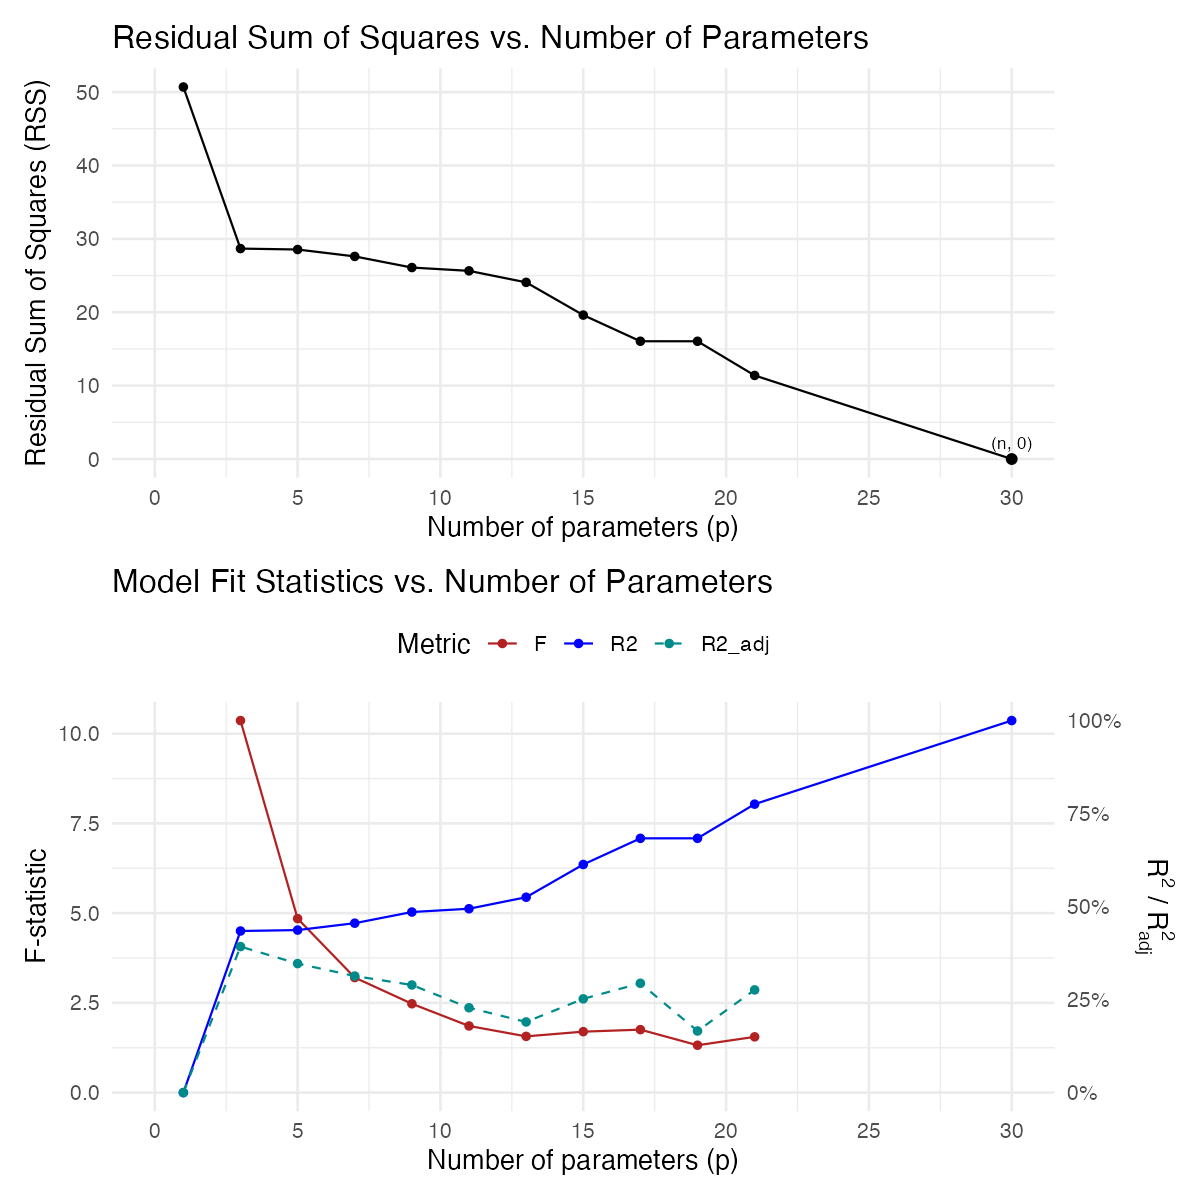 Residual Sum of Squares vs. Number of Parameters
Residual Sum of Squares (RSS)
50
40
30
20
10
0
(n, 0)
0 5 10 15 20 25 30
Number of parameters (p)
Model Fit Statistics vs. Number of Parameters
Metric F R2 R2_adj
F-statistic
10.0
7.5
5.0
2.5
0.0
100%
75%
50%
25%
0%
R² / R²adj
0 5 10 15 20 25 30
Number of parameters (p)